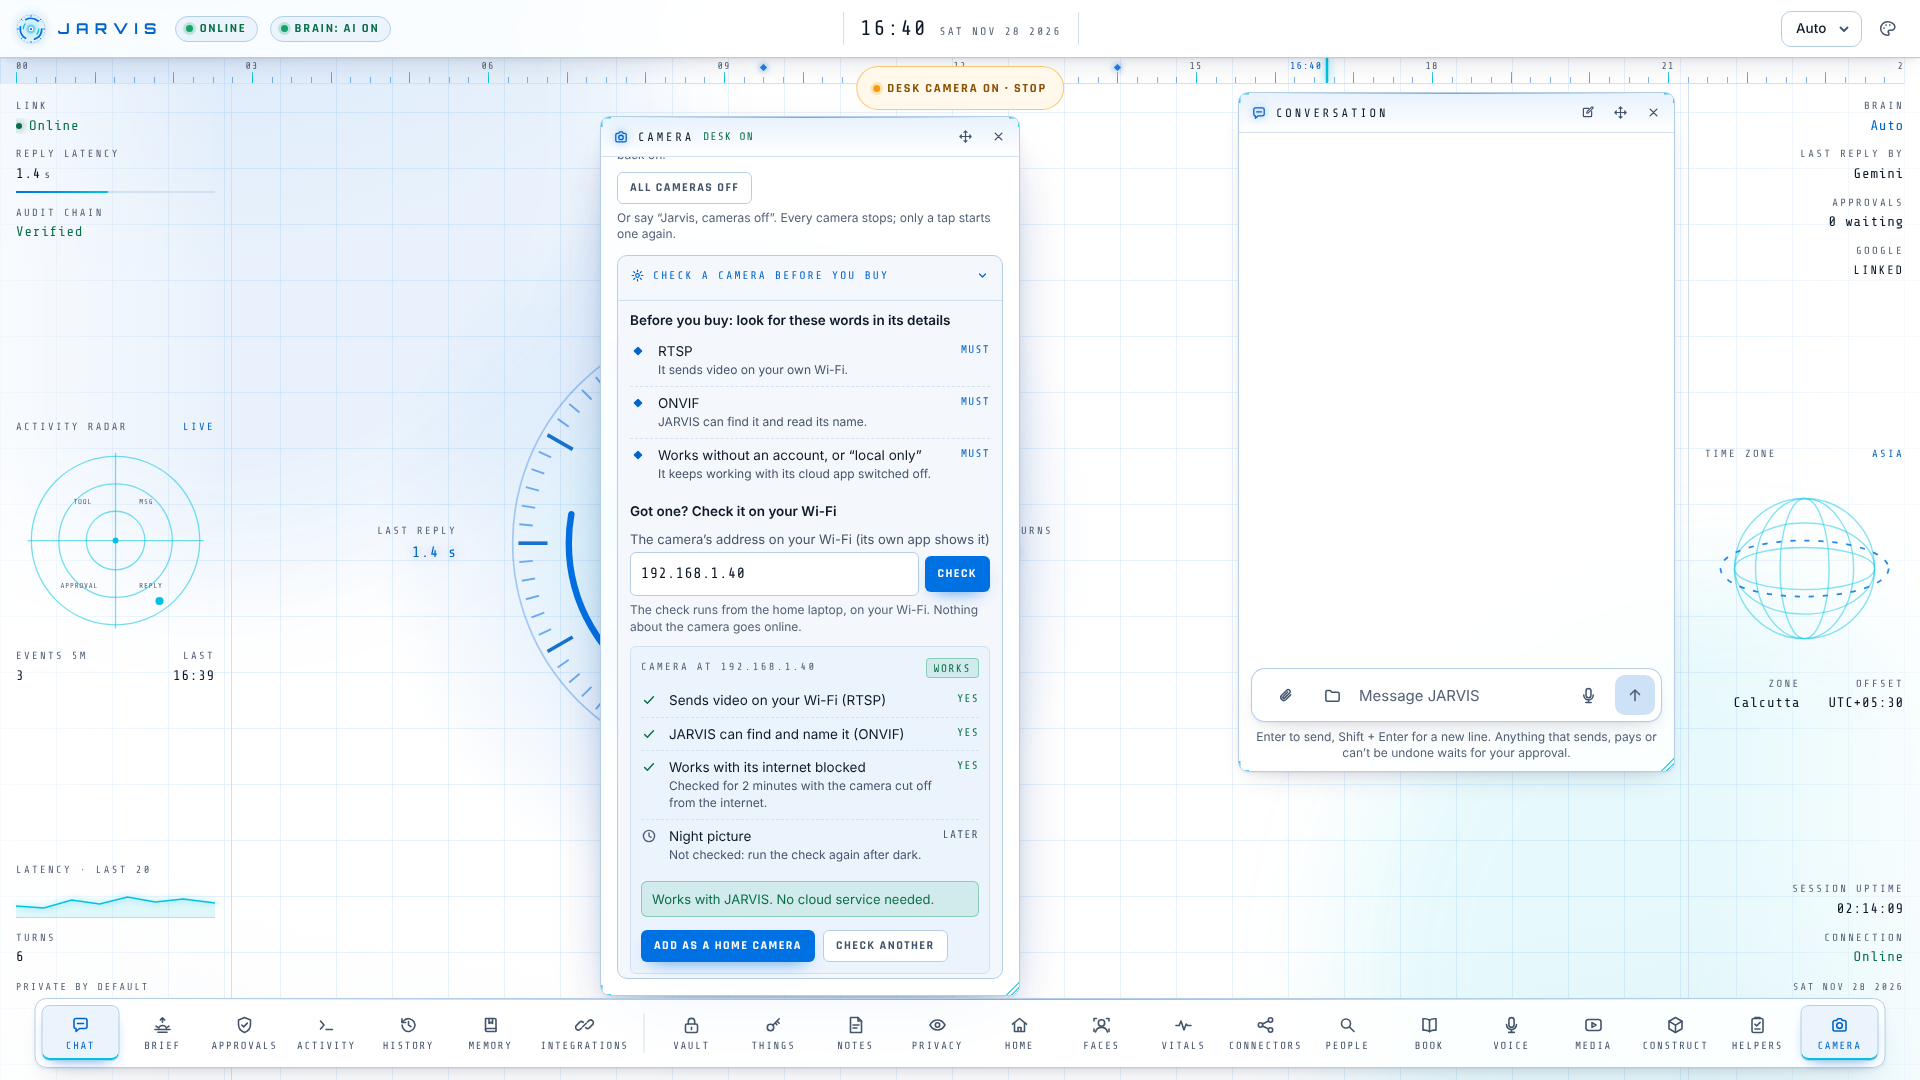 JARVIS
ONLINE
BRAIN: AI ON
16:40 SAT NOV 28 2026
Auto
00 03 06 09 12 15 16:40 18 21 2
DESK CAMERA ON · STOP
LINK
Online
REPLY LATENCY
1.4 s
AUDIT CHAIN
Verified
ACTIVITY RADAR LIVE
TOOL MSG
APPROVAL REPLY
EVENTS 5M LAST
3 16:39
LATENCY · LAST 20
TURNS
6
PRIVATE BY DEFAULT
LAST REPLY
1.4 s
URNS
CAMERA DESK ON
back on.
ALL CAMERAS OFF
Or say “Jarvis, cameras off”. Every camera stops; only a tap starts
one again.
CHECK A CAMERA BEFORE YOU BUY
Before you buy: look for these words in its details
RTSP MUST
It sends video on your own Wi-Fi.
ONVIF MUST
JARVIS can find it and read its name.
Works without an account, or “local only” MUST
It keeps working with its cloud app switched off.
Got one? Check it on your Wi-Fi
The camera’s address on your Wi-Fi (its own app shows it)
192.168.1.40 CHECK
The check runs from the home laptop, on your Wi-Fi. Nothing
about the camera goes online.
CAMERA AT 192.168.1.40 WORKS
Sends video on your Wi-Fi (RTSP) YES
JARVIS can find and name it (ONVIF) YES
Works with its internet blocked YES
Checked for 2 minutes with the camera cut off
from the internet.
Night picture LATER
Not checked: run the check again after dark.
Works with JARVIS. No cloud service needed.
ADD AS A HOME CAMERA CHECK ANOTHER
CONVERSATION
Message JARVIS
Enter to send, Shift + Enter for a new line. Anything that sends, pays or
can’t be undone waits for your approval.
BRAIN
Auto
LAST REPLY BY
Gemini
APPROVALS
0 waiting
GOOGLE
LINKED
TIME ZONE ASIA
ZONE OFFSET
Calcutta UTC+05:30
SESSION UPTIME
02:14:09
CONNECTION
Online
SAT NOV 28 2026
CHAT BRIEF APPROVALS ACTIVITY HISTORY MEMORY INTEGRATIONS VAULT THINGS NOTES PRIVACY HOME FACES VITALS CONNECTORS PEOPLE BOOK VOICE MEDIA CONSTRUCT HELPERS CAMERA